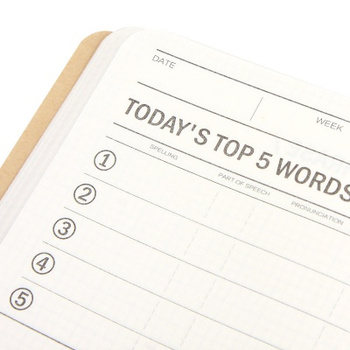 DATE
WEEK
TODAY'S TOP 5 WORDS
SPELLING PART OF SPEECH PRONUNCIATION
1
2
3
4
5